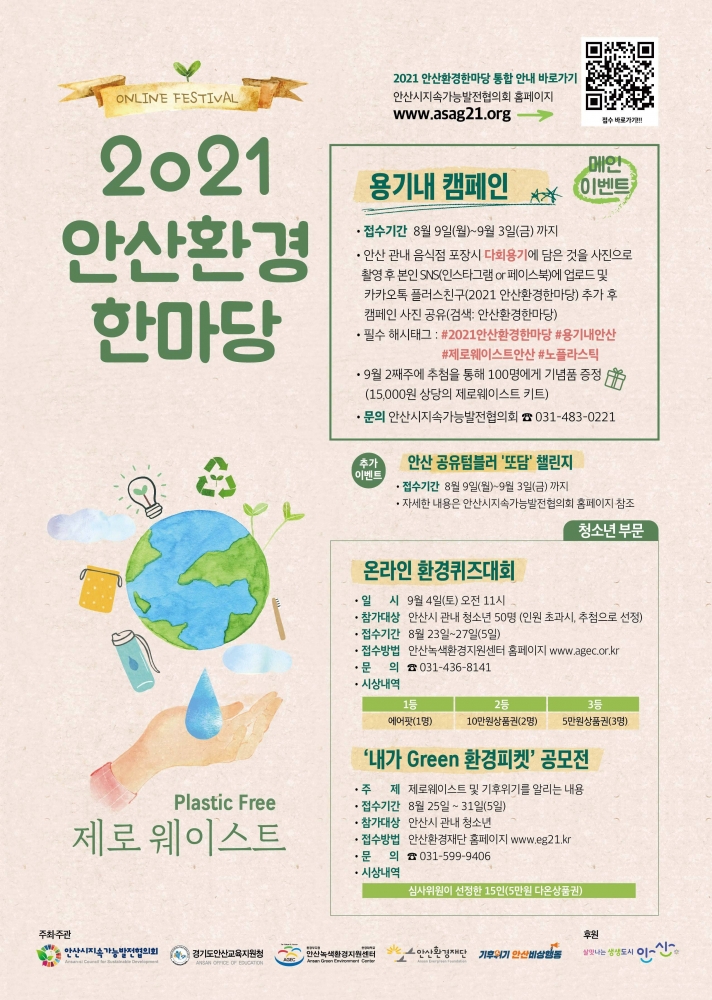 ONLINE FESTIVAL
2021
안산환경
한마당
2021 안산환경한마당 통합 안내 바로가기
안산시지속가능발전협의회 홈페이지
www.asag21.org
접수 바로가기!!!
메인
이벤트
용기내 캠페인
• 접수기간 8월 9일(월)~9월 3일(금) 까지
• 안산 관내 음식점 포장시 다회용기에 담은 것을 사진으로
촬영 후 본인 SNS(인스타그램 or 페이스북)에 업로드 및
카카오톡 플러스친구(2021 안산환경한마당) 추가 후
캠페인 사진 공유(검색: 안산환경한마당)
• 필수 해시태그 : #2021안산환경한마당 #용기내안산
#제로웨이스트안산 #노플라스틱
• 9월 2째주에 추첨을 통해 100명에게 기념품 증정
(15,000원 상당의 제로웨이스트 키트)
• 문의 안산시지속가능발전협의회 ☎ 031-483-0221
추가
이벤트
안산 공유텀블러 '또담' 챌린지
• 접수기간 8월 9일(월)~9월 3일(금) 까지
• 자세한 내용은 안산시지속가능발전협의회 홈페이지 참조
청소년 부문
온라인 환경퀴즈대회
• 일 시 9월 4일(토) 오전 11시
• 참가대상 안산시 관내 청소년 50명 (인원 초과시, 추첨으로 선정)
• 접수기간 8월 23일~27일(5일)
• 접수방법 안산녹색환경지원센터 홈페이지 www.agec.or.kr
• 문 의 ☎ 031-436-8141
• 시상내역
1등 2등 3등
에어팟(1명) 10만원상품권(2명) 5만원상품권(3명)
‘내가 Green 환경피켓’ 공모전
• 주 제 제로웨이스트 및 기후위기를 알리는 내용
• 접수기간 8월 25일 ~ 31일(5일)
• 참가대상 안산시 관내 청소년
• 접수방법 안산환경재단 홈페이지 www.eg21.kr
• 문 의 ☎ 031-599-9406
• 시상내역
심사위원이 선정한 15인(5만원 다온상품권)
Plastic Free
제로 웨이스트
주최·주관
안산시지속가능발전협의회
Ansansi Council for Sustainable Development
경기도안산교육지원청
ANSAN OFFICE OF EDUCATION
AGEC
안산녹색환경지원센터
Ansan Green Environment Center
안산환경재단
기후위기 안산비상행동
후원
살맛나는 생생도시 안산